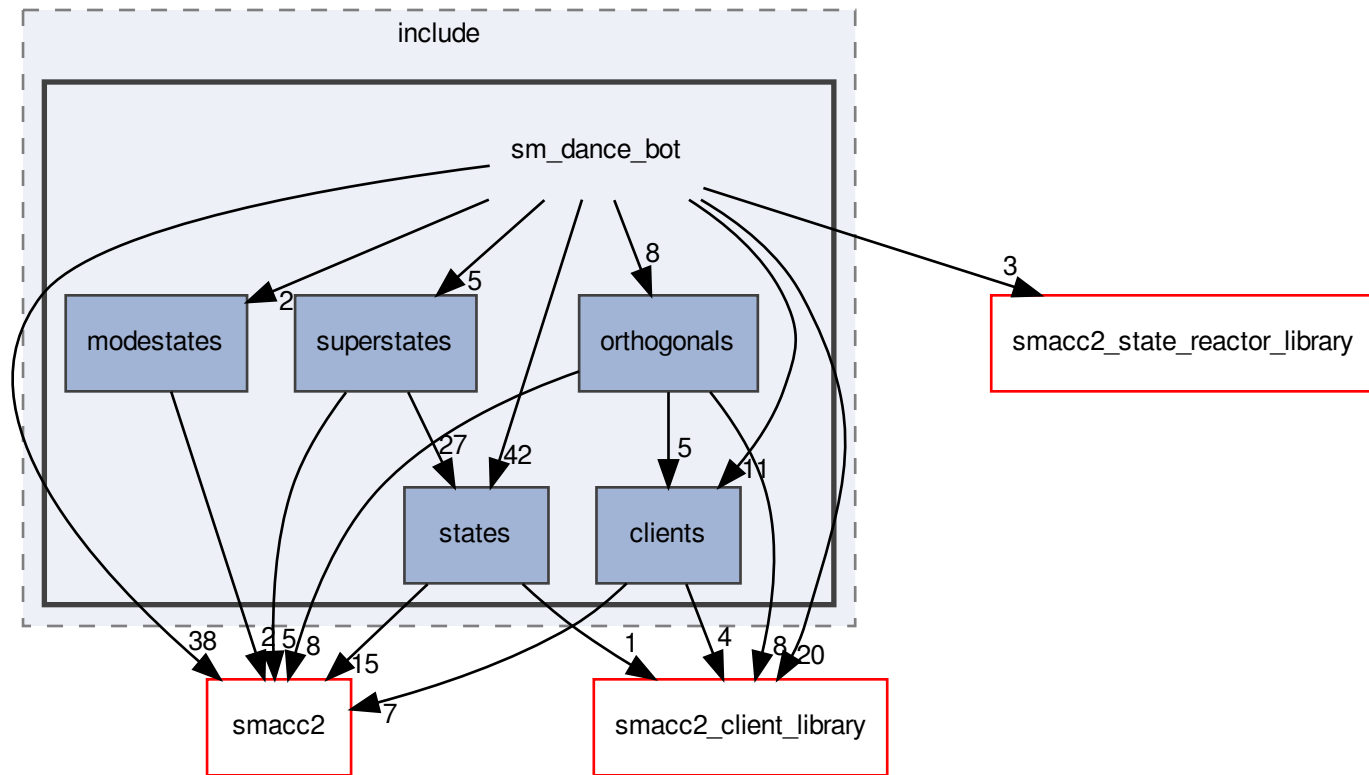 include
sm_dance_bot
8
3
2
5
modestates
superstates
orthogonals
smacc2_state_reactor_library
27
42
5
11
states
clients
38
2
5
8
15
7
1
4
8
20
smacc2
smacc2_client_library